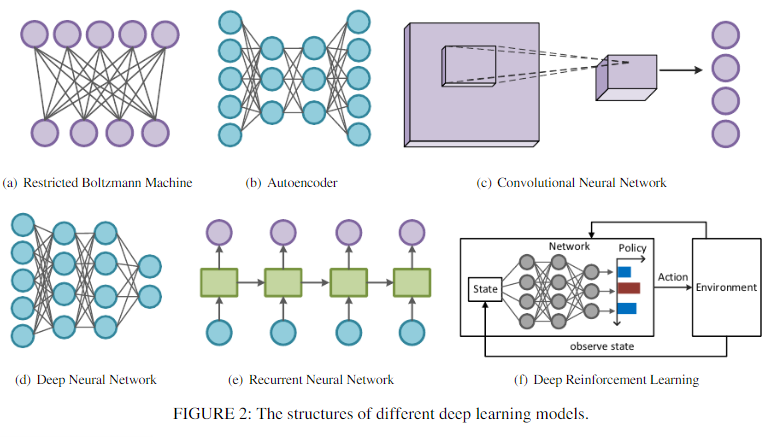 (a) Restricted Boltzmann Machine
(b) Autoencoder
(c) Convolutional Neural Network
Network
Policy
State
Action
Environment
observe state
(d) Deep Neural Network
(e) Recurrent Neural Network
(f) Deep Reinforcement Learning
FIGURE 2: The structures of different deep learning models.